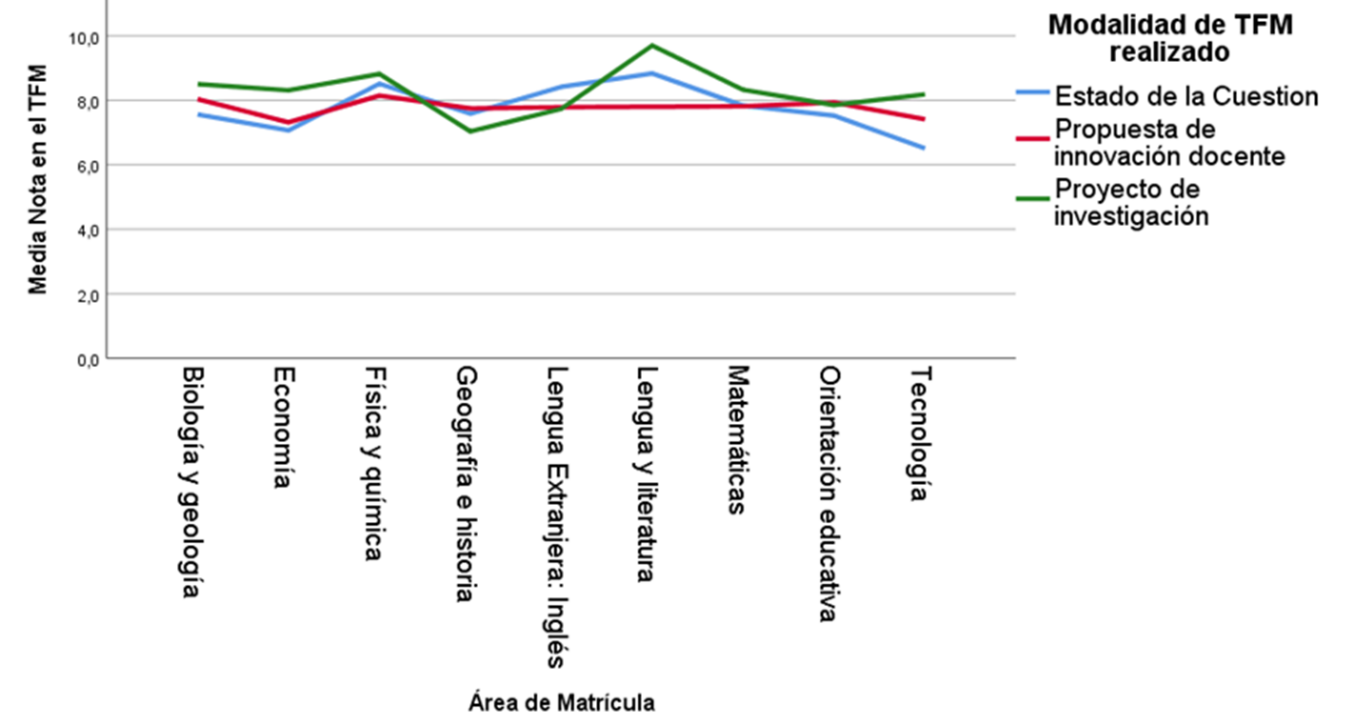 Modalidad de TFM
realizado
Estado de la Cuestion
Propuesta de
innovación docente
Proyecto de
investigación
Media Nota en el TFM
10,0
8,0
6,0
4,0
2,0
0,0
Biología y geología
Economía
Física y química
Geografía e historia
Lengua Extranjera: Inglés
Lengua y literatura
Matemáticas
Orientación educativa
Tecnología
Área de Matrícula